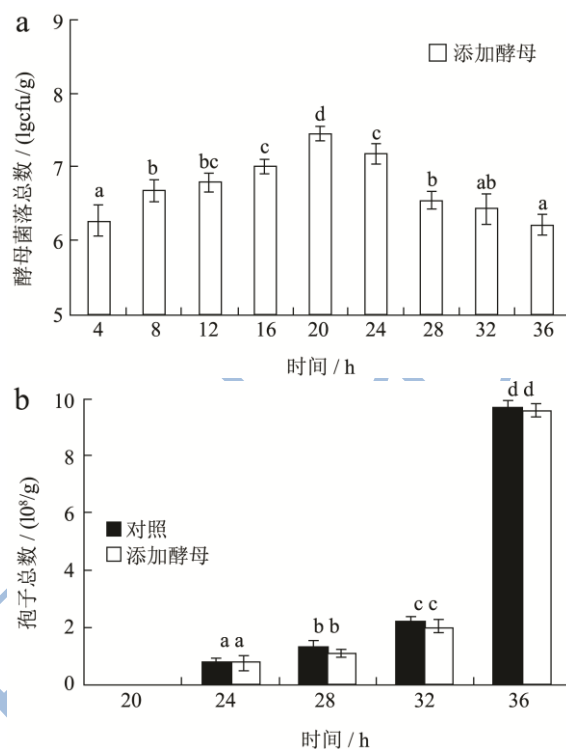 a
添加酵母
酵母菌落总数 / (lgcfu/g)
9
8
7
6
5
a b bc c d c b ab a
4 8 12 16 20 24 28 32 36
时间 / h
b
孢子总数 / (10⁸/g)
10
8
6
4
2
0
对照
添加酵母
a a b b c c d d
20 24 28 32 36
时间 / h